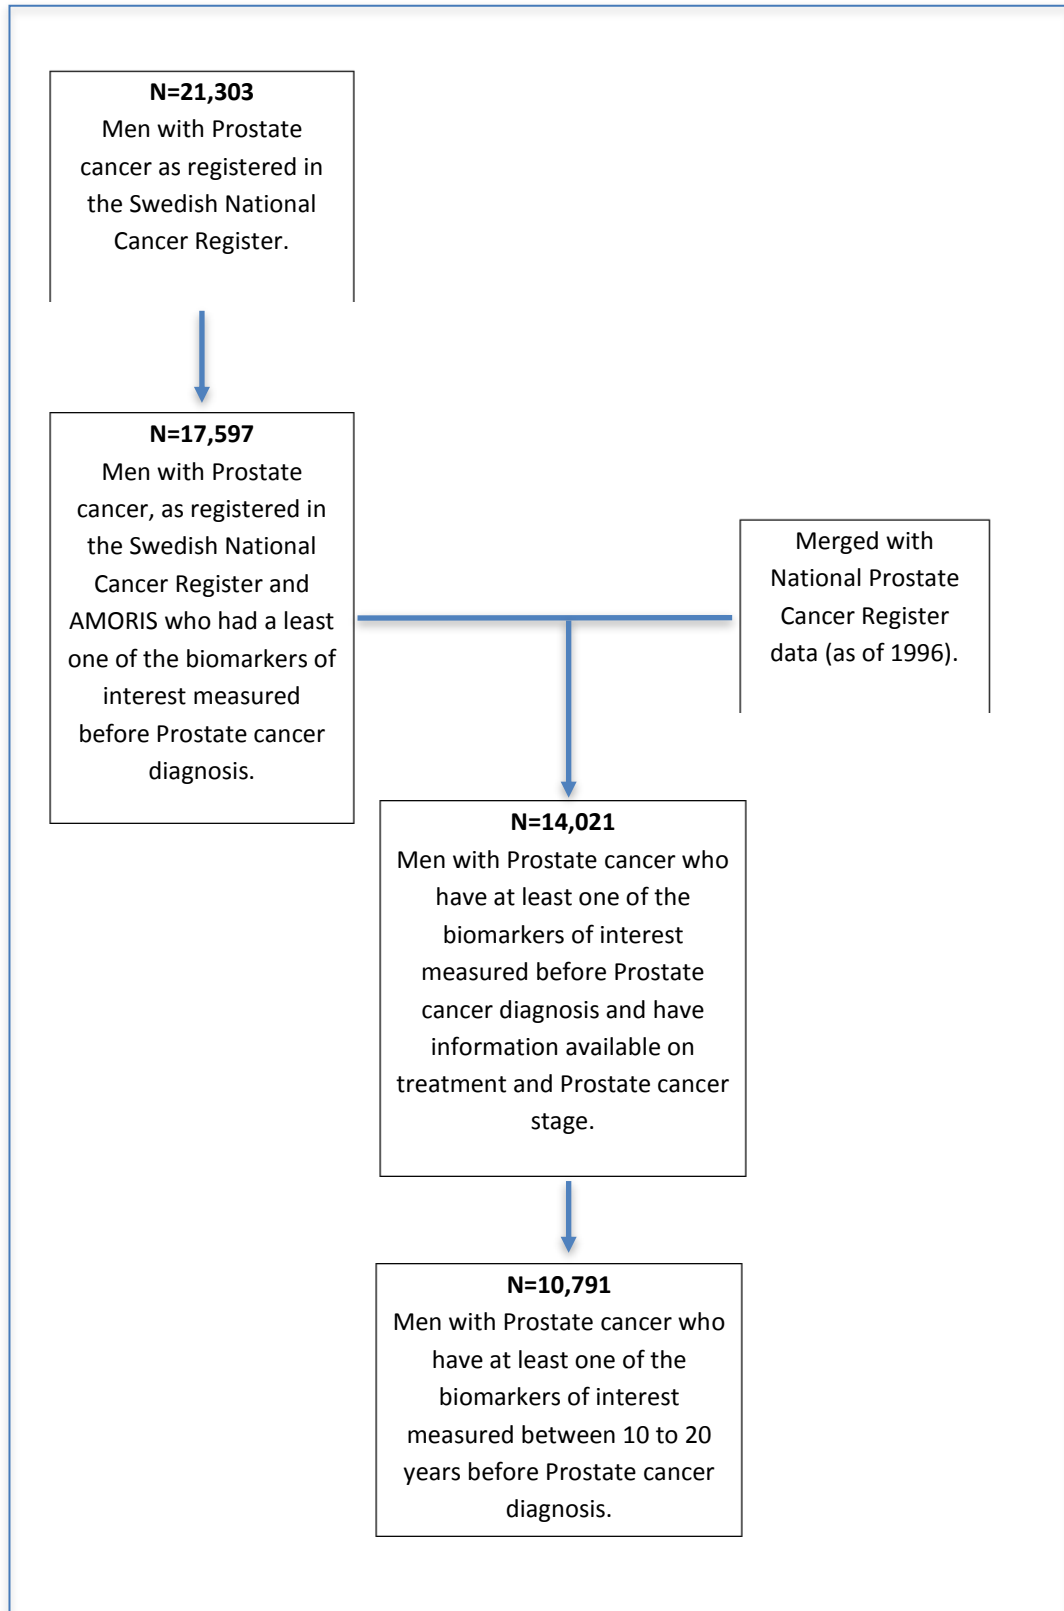 N=21,303
Men with Prostate
cancer as registered in
the Swedish National
Cancer Register.
N=17,597
Men with Prostate
cancer, as registered in
the Swedish National
Cancer Register and
AMORIS who had a least
one of the biomarkers of
interest measured
before Prostate cancer
diagnosis.
Merged with
National Prostate
Cancer Register
data (as of 1996).
N=14,021
Men with Prostate cancer who
have at least one of the
biomarkers of interest
measured before Prostate
cancer diagnosis and have
information available on
treatment and Prostate cancer
stage.
N=10,791
Men with Prostate cancer who
have at least one of the
biomarkers of interest
measured between 10 to 20
years before Prostate cancer
diagnosis.